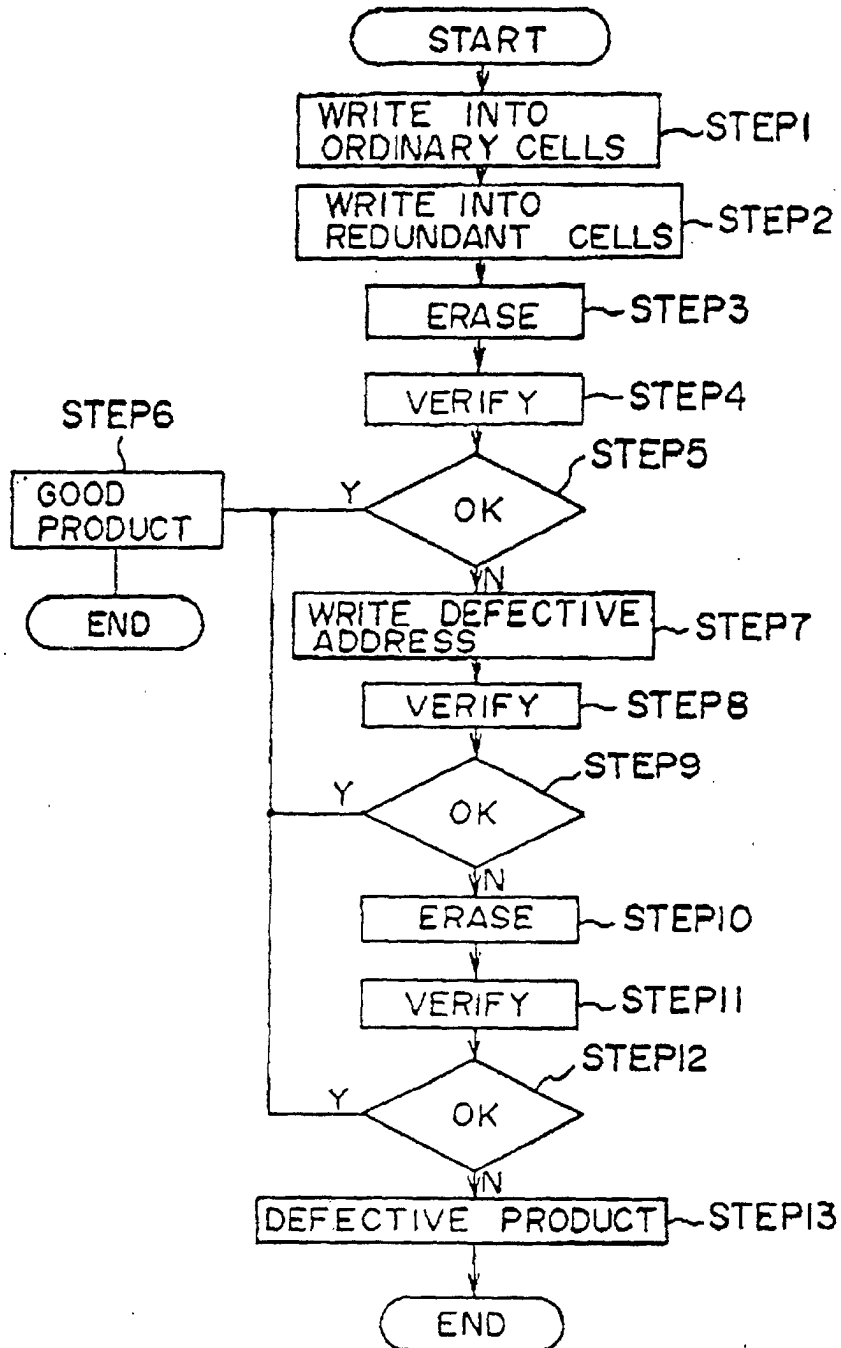 START
WRITE INTO
ORDINARY CELLS
STEP1
WRITE INTO
REDUNDANT CELLS
STEP2
ERASE
STEP3
VERIFY
STEP4
STEP6
STEP5
GOOD
PRODUCT
Y
OK
N
END
WRITE DEFECTIVE
ADDRESS
STEP7
VERIFY
STEP8
STEP9
Y
OK
N
ERASE
STEP10
VERIFY
STEP11
STEP12
Y
OK
N
DEFECTIVE PRODUCT
STEP13
END